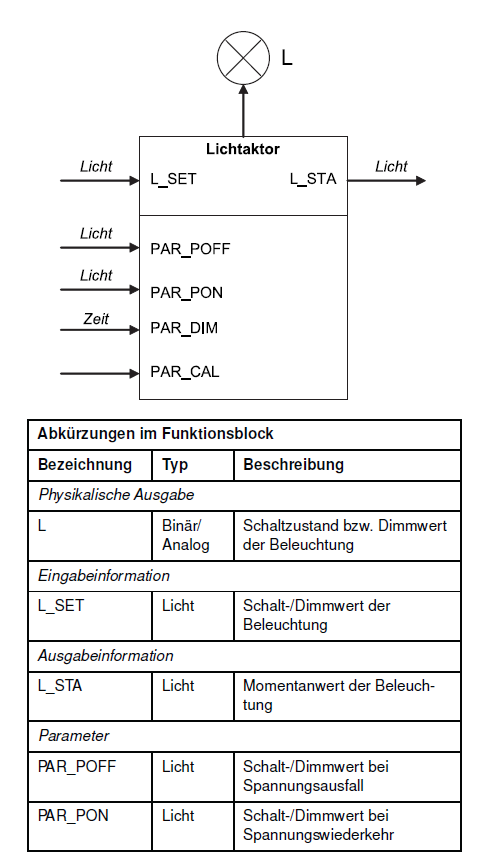 L
Lichtaktor
Licht
L_SET
L_STA
Licht
Licht
PAR_POFF
Licht
PAR_PON
Zeit
PAR_DIM
PAR_CAL
Abkürzungen im Funktionsblock
Bezeichnung Typ Beschreibung
Physikalische Ausgabe
L Binär/ Schaltzustand bzw. Dimmwert
Analog der Beleuchtung
Eingabeinformation
L_SET Licht Schalt-/Dimmwert der
Beleuchtung
Ausgabeinformation
L_STA Licht Momentanwert der Beleuch-
tung
Parameter
PAR_POFF Licht Schalt-/Dimmwert bei
Spannungsausfall
PAR_PON Licht Schalt-/Dimmwert bei
Spannungswiederkehr